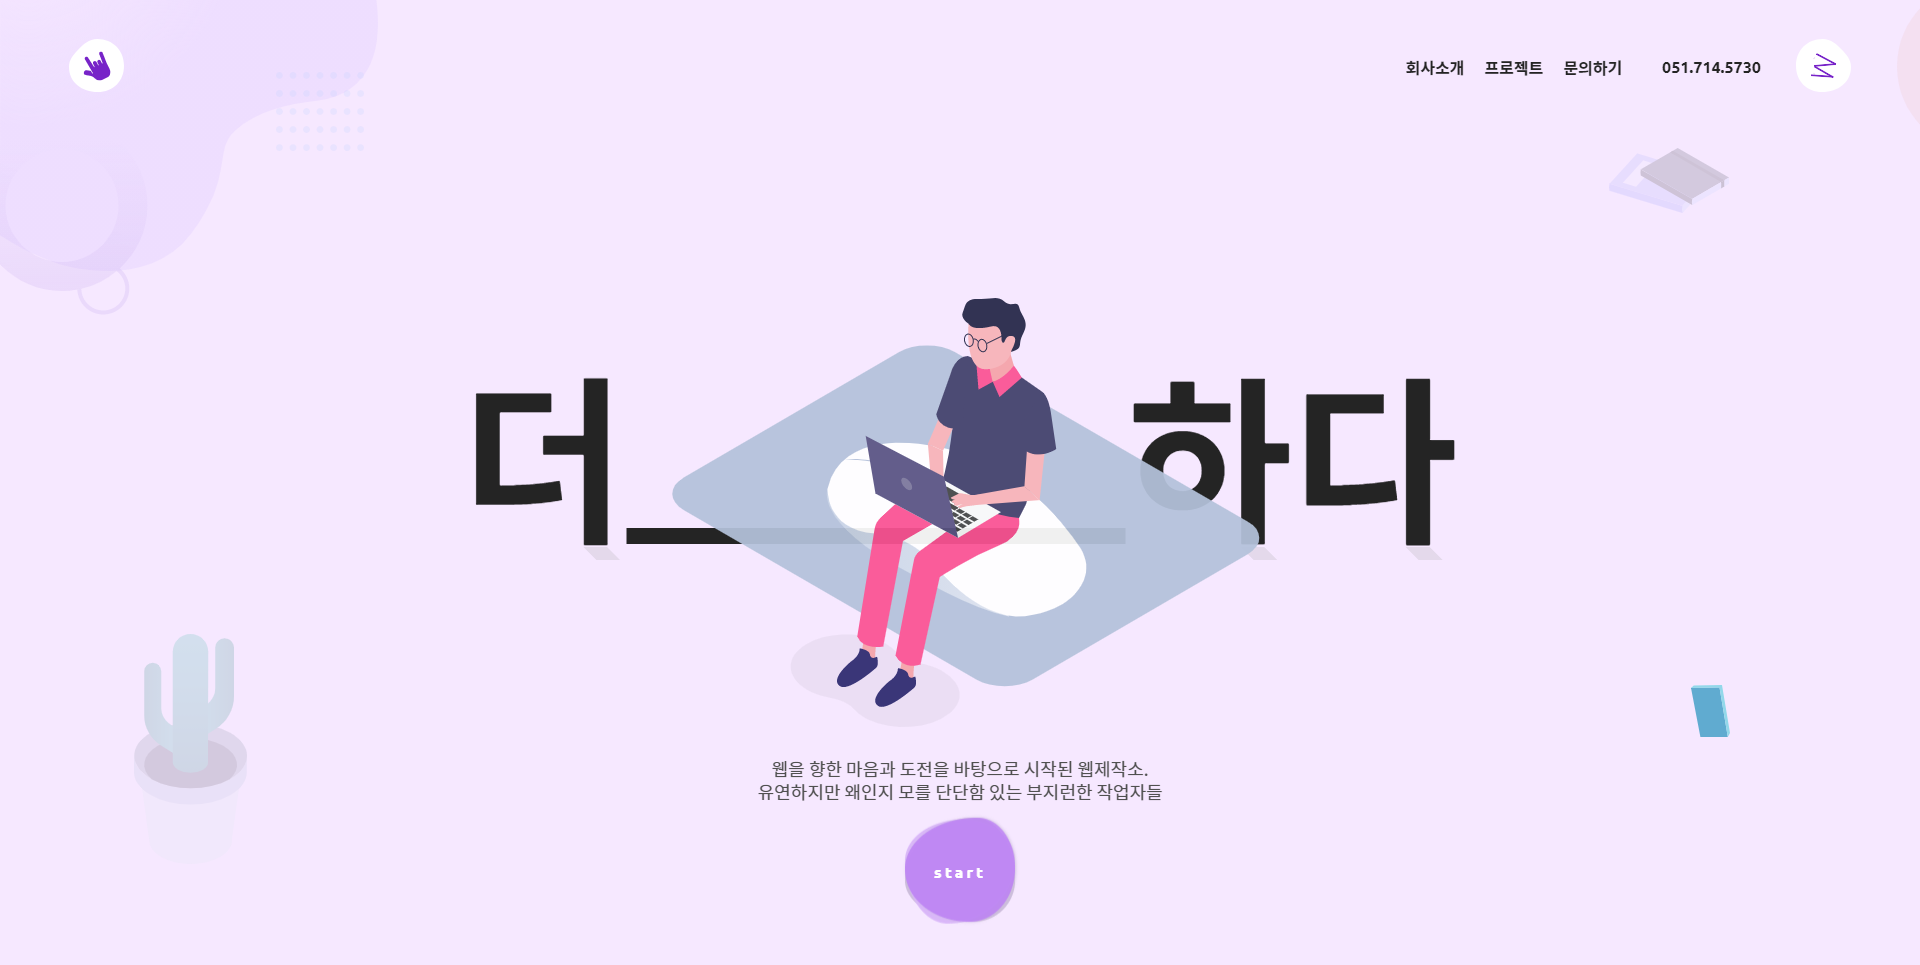 회사소개 프로젝트 문의하기 051.714.5730
더____하다
웹을 향한 마음과 도전을 바탕으로 시작된 웹제작소.
유연하지만 왜인지 모를 단단함 있는 부지런한 작업자들
start